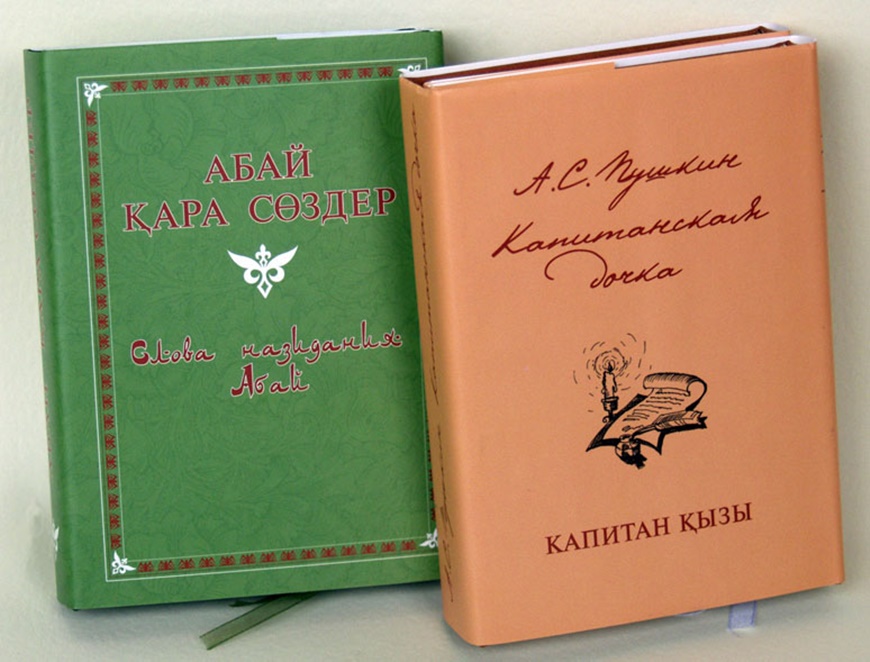 АБАЙ
ҚАРА СӨЗДЕР
Слова назидания
Абай
А.С. Пушкин
Капитанская
дочка
КАПИТАН ҚЫЗЫ